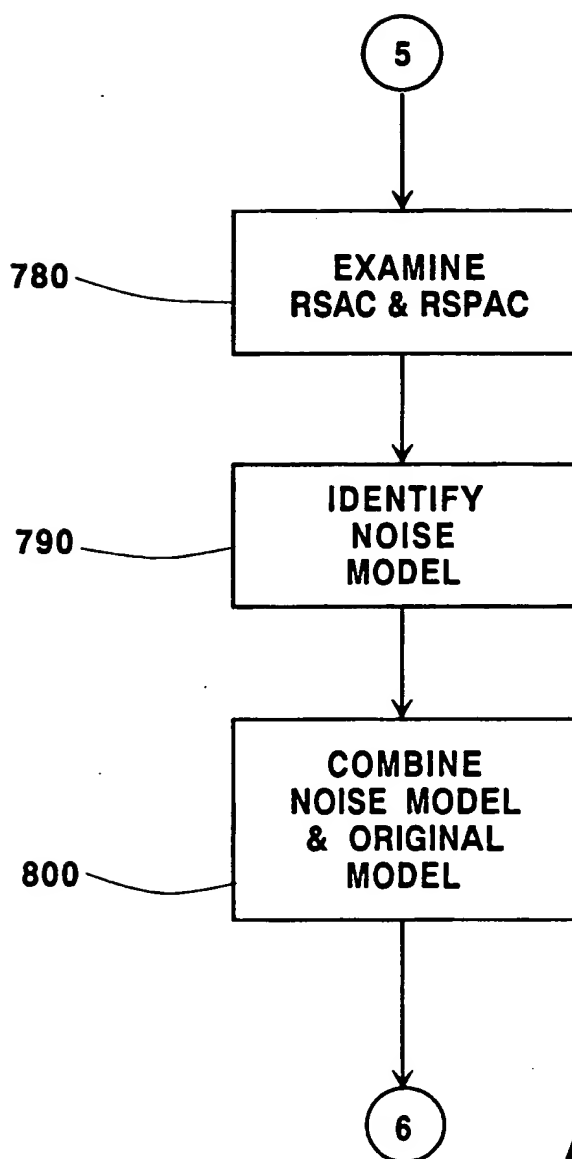 5
780
EXAMINE
RSAC & RSPAC
790
IDENTIFY
NOISE
MODEL
COMBINE
NOISE MODEL
& ORIGINAL
MODEL
800
6